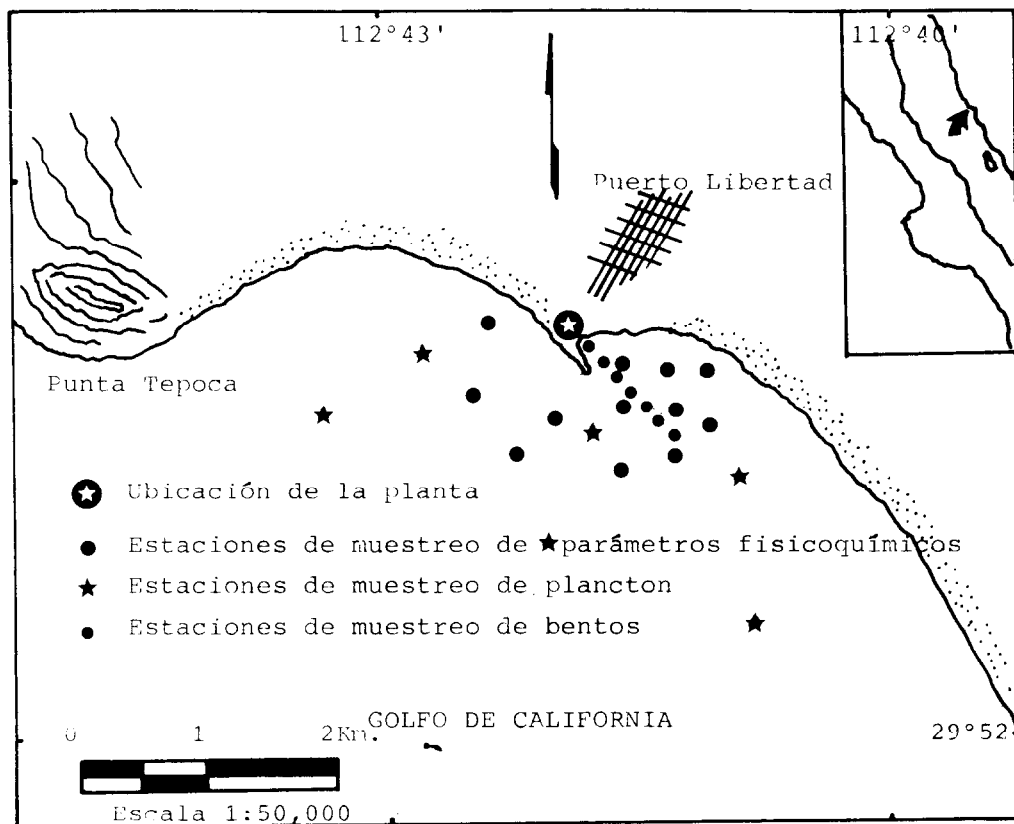 112°43'
112°40'
Puerto Libertad
Punta Tepoca
Ubicación de la planta
Estaciones de muestreo de parámetros fisicoquímicos
Estaciones de muestreo de plancton
Estaciones de muestreo de bentos
GOLFO DE CALIFORNIA
0 1 2Km.
29°52'
Escala 1:50,000